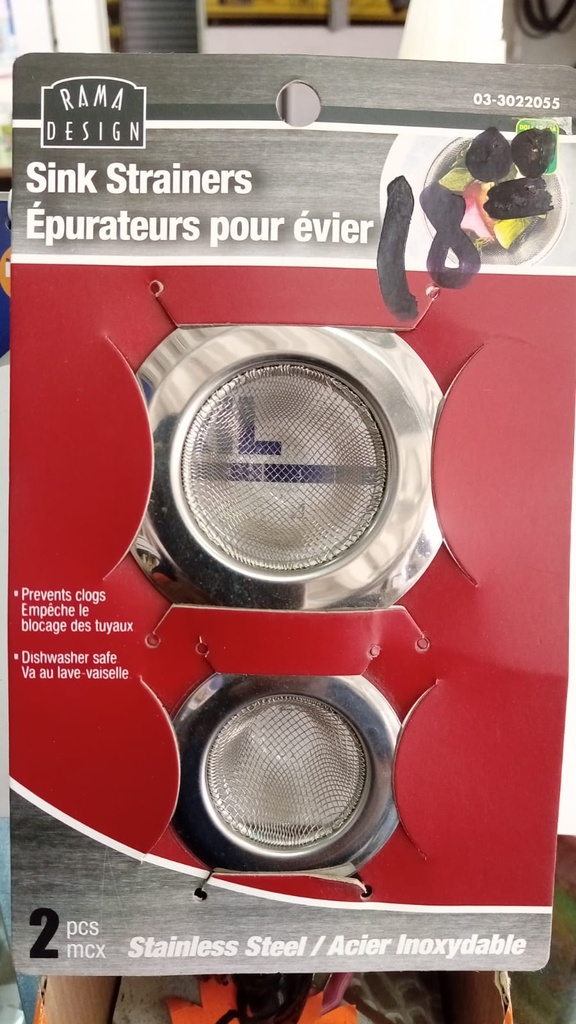 RAMA
DESIGN
03-3022055
Sink Strainers
Épurateurs pour évier
18
▪ Prevents clogs
Empêche le
blocage des tuyaux
▪ Dishwasher safe
Va au lave-vaiselle
2 pcs
mcx
Stainless Steel / Acier Inoxydable